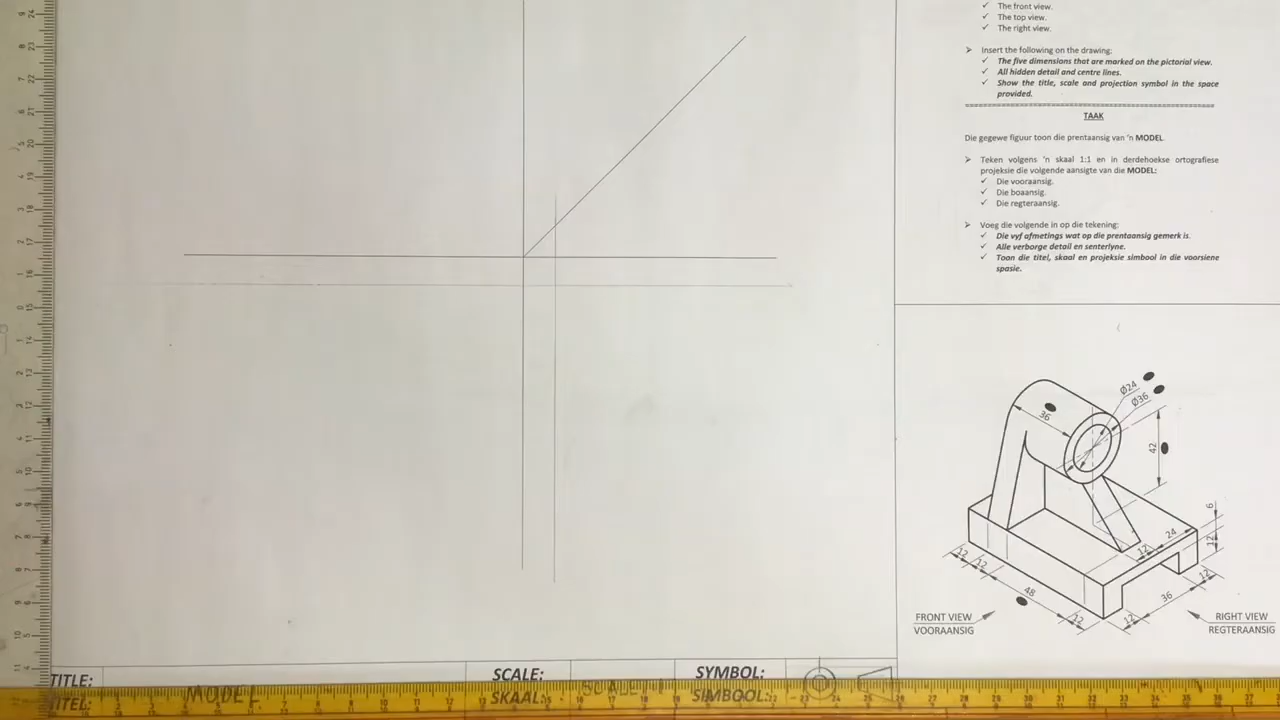 ✓ The front view.
✓ The top view.
✓ The right view.
➤ Insert the following on the drawing:
✓ The five dimensions that are marked on the pictorial view.
✓ All hidden detail and centre lines.
✓ Show the title, scale and projection symbol in the space
provided.
TAAK
Die gegewe figuur toon die prentaansig van 'n MODEL
➤ Teken volgens 'n skaal 1:1 en in derdehoekse ortografiese
projeksie die volgende aansigte van die MODEL:
✓ Die vooraansig.
✓ Die boaansig.
✓ Die regteraansig.
➤ Voeg die volgende in op die tekening:
✓ Die vyf afmetings wat op die prentaansig gemerk is.
✓ Alle verborge detail en senterlyne.
✓ Toon die titel, skaal en projeksie simbool in die voorsiene
spasie.
Ø24
Ø36
36
42
6
12
24
12
12
12
48
12
12
36
12
FRONT VIEW
VOORAANSIG
RIGHT VIEW
REGTERAANSIG
TITLE:
TITEL:
MODEL
SCALE:
SKAAL:
SYMBOL:
SIMBOOL: